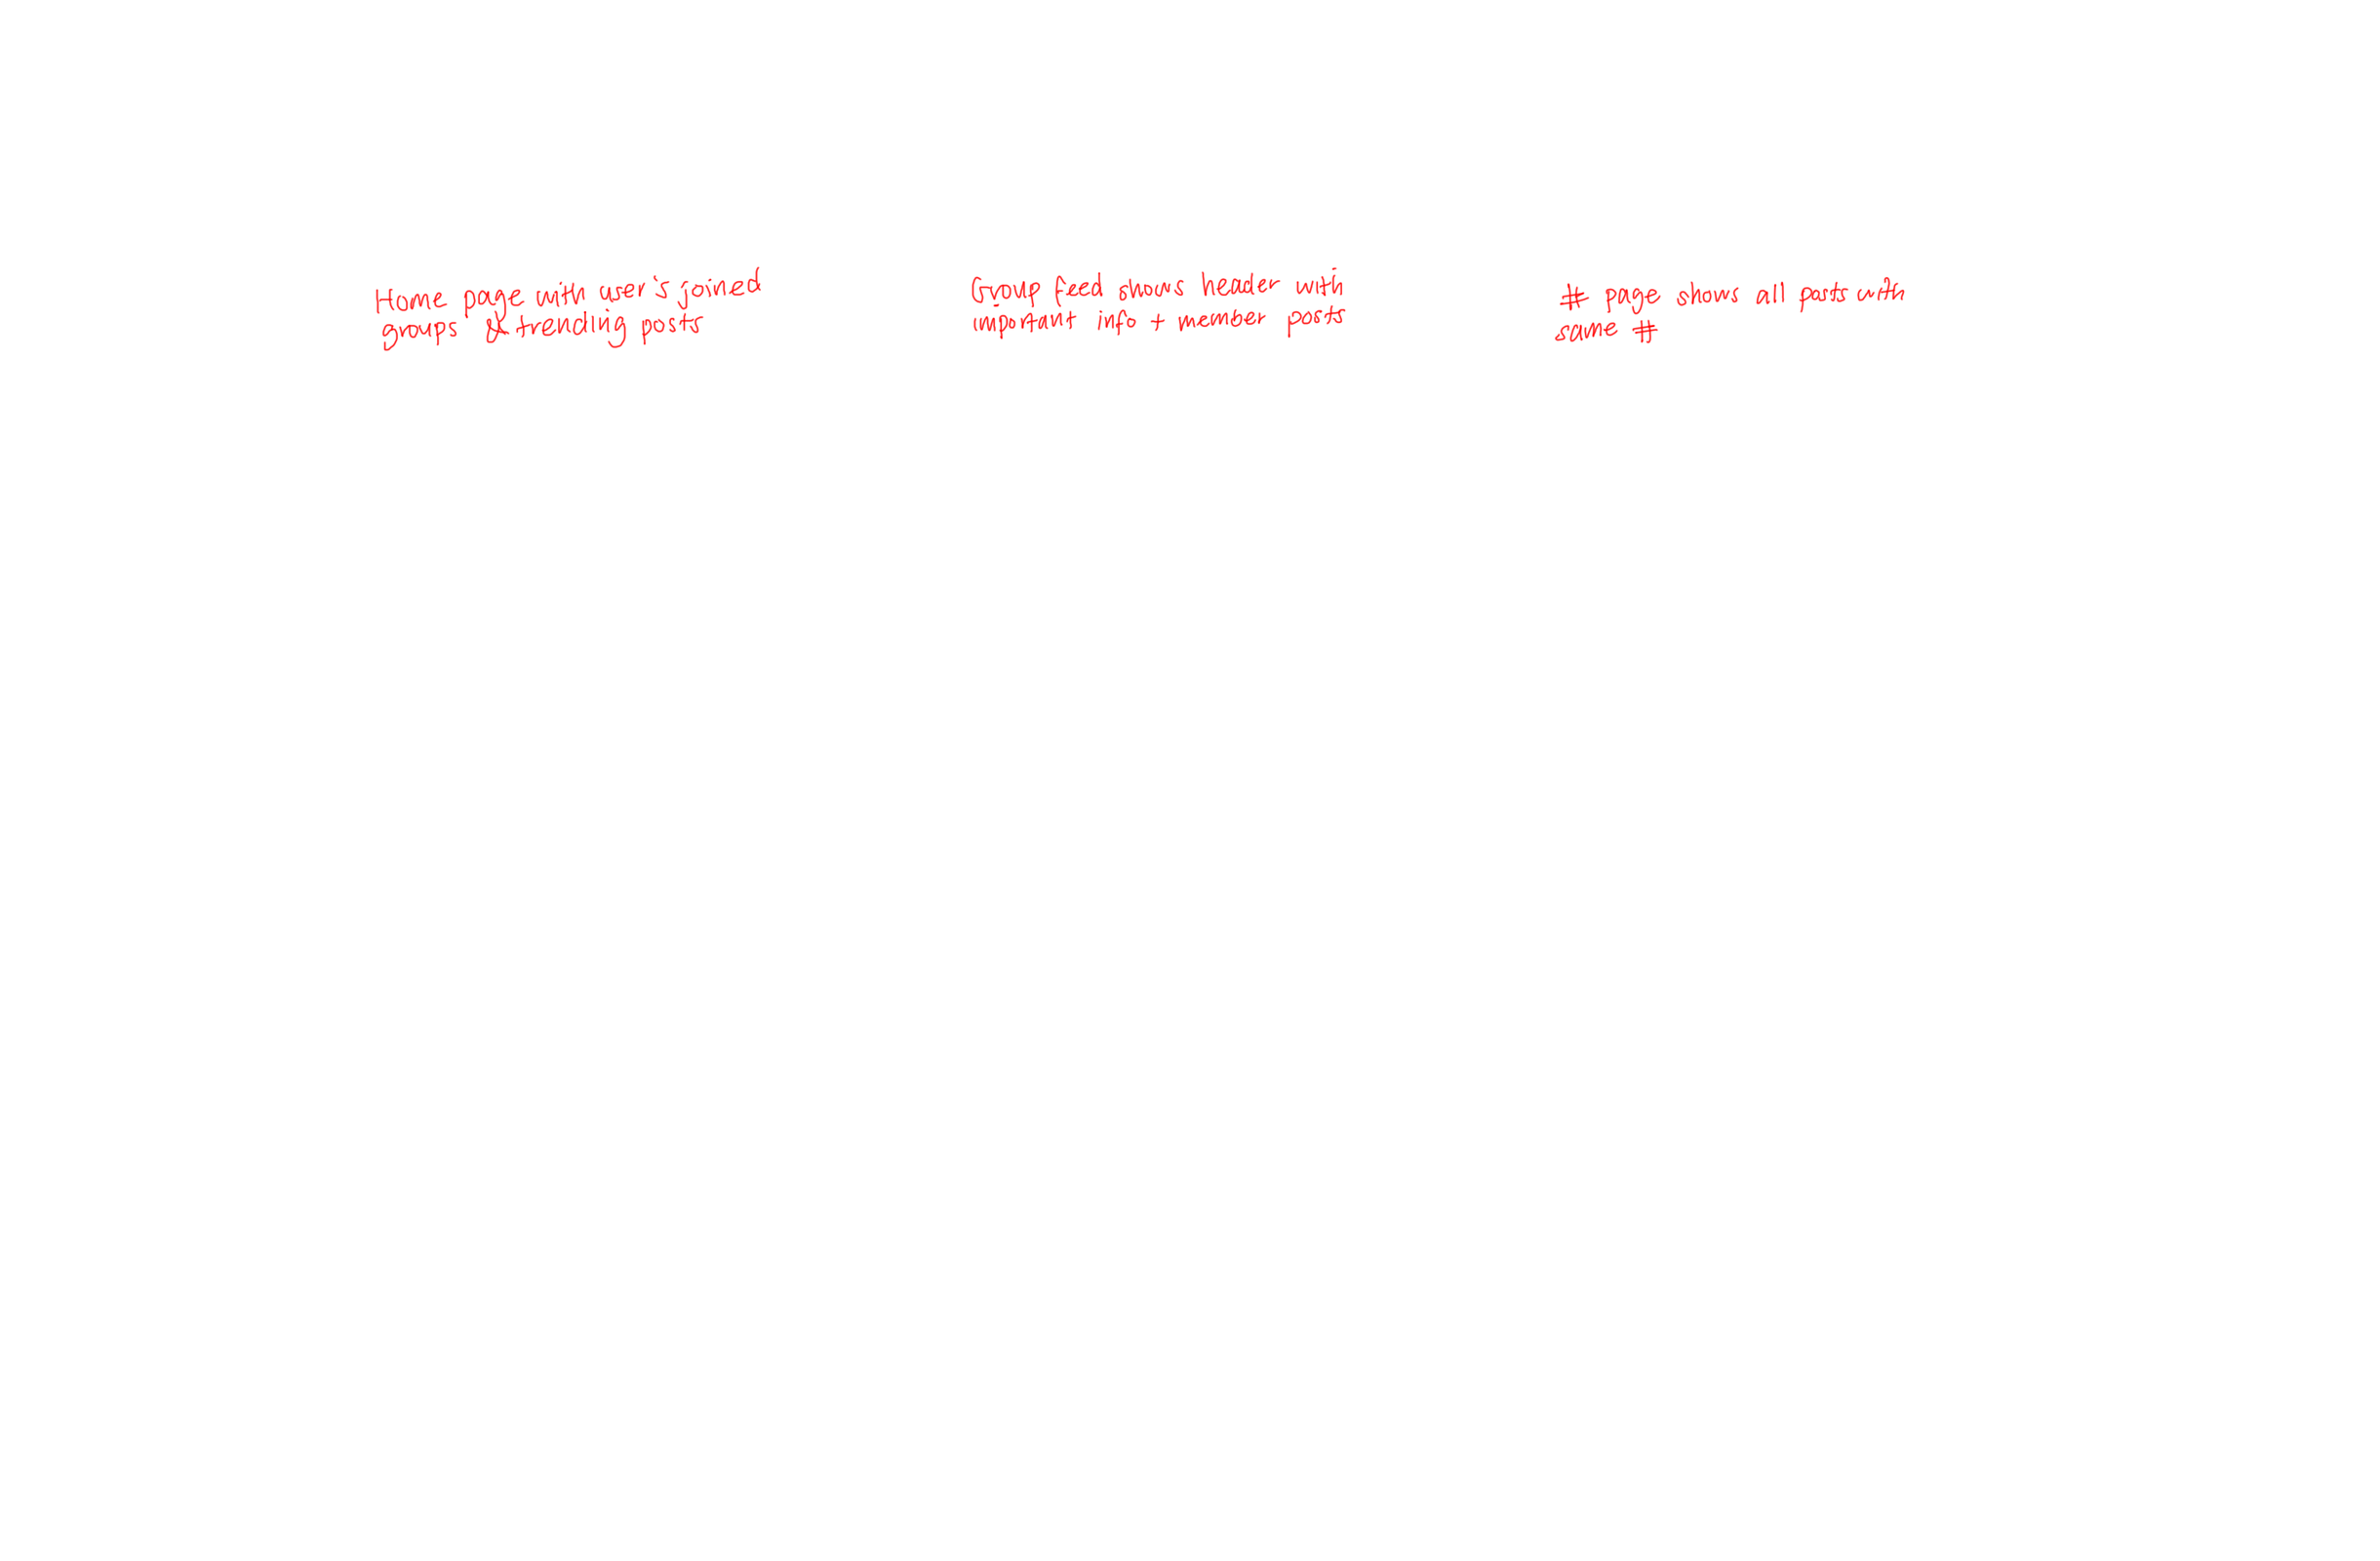 Home page with user's joined
groups & trending posts
Group feed shows header with
important info + member posts
# page shows all posts with
same #